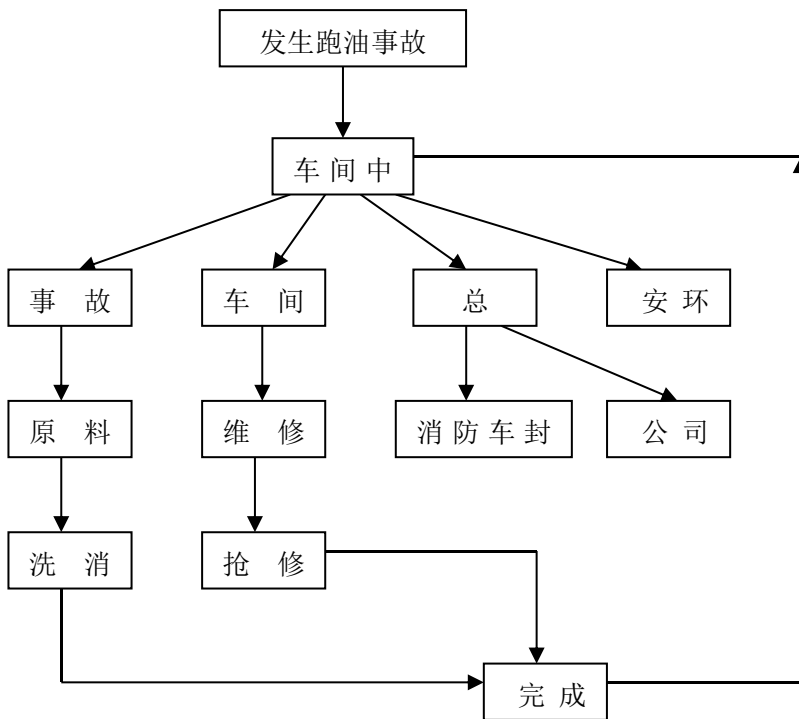 发生跑油事故
车间中
事故
车间
总
安环
原料
维修
消防车封
公司
洗消
抢修
完成